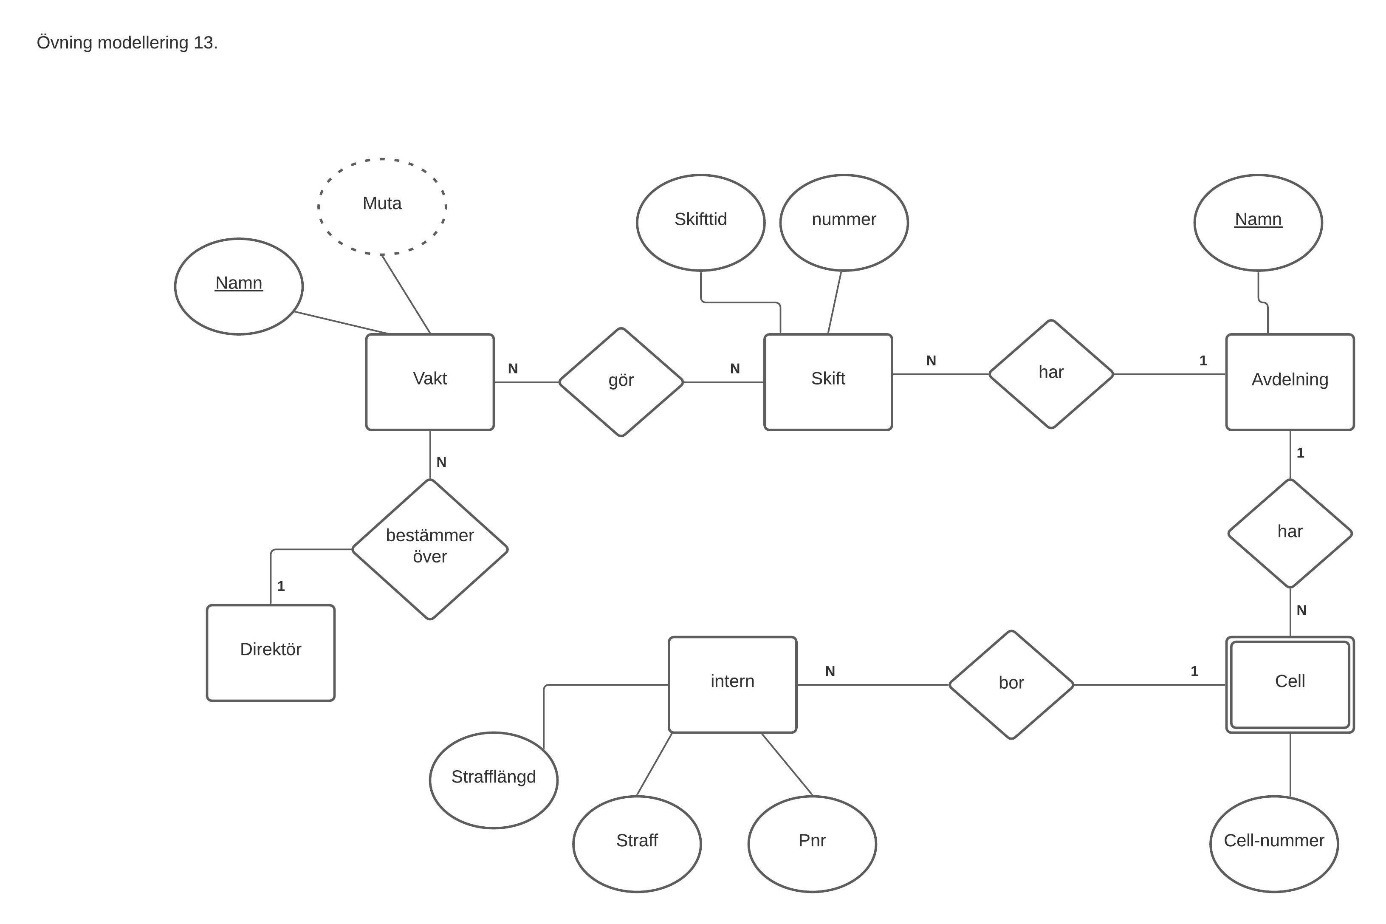 Övning modellering 13.
Muta
Namn
Skifttid
nummer
Namn
Vakt
N
gör
N
Skift
N
har
1
Avdelning
N
1
bestämmer
över
har
1
N
Direktör
intern
N
bor
1
Cell
Strafflängd
Straff
Pnr
Cell-nummer